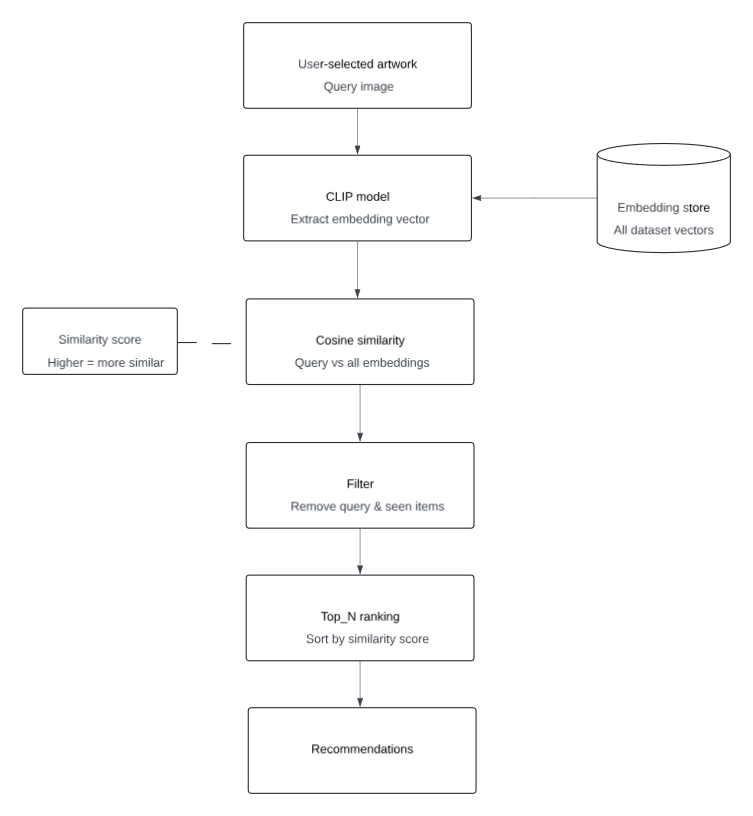 User-selected artwork
Query image
CLIP model
Extract embedding vector
Embedding store
All dataset vectors
Similarity score
Higher = more similar
Cosine similarity
Query vs all embeddings
Filter
Remove query & seen items
Top_N ranking
Sort by similarity score
Recommendations